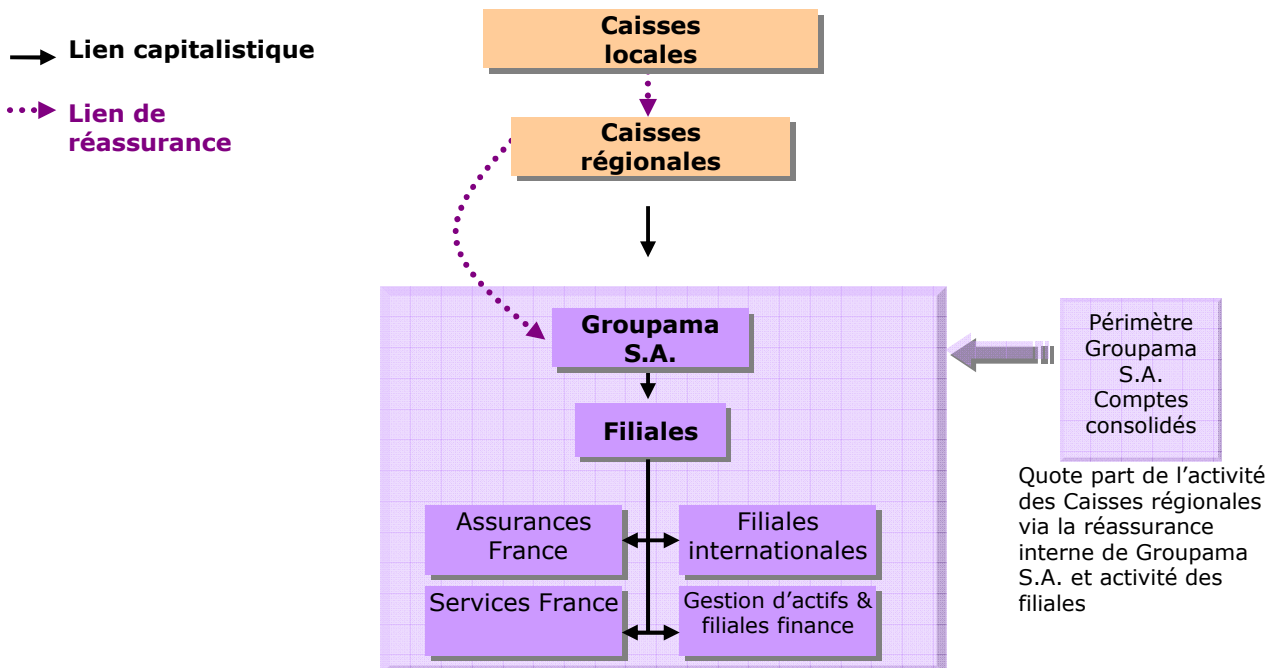 Lien capitalistique
Lien de
réassurance
Caisses
locales
Caisses
régionales
Groupama
S.A.
Filiales
Assurances
France
Filiales
internationales
Services France
Gestion d'actifs &
filiales finance
Périmètre
Groupama
S.A.
Comptes
consolidés
Quote part de l'activité
des Caisses régionales
via la réassurance
interne de Groupama
S.A. et activité des
filiales